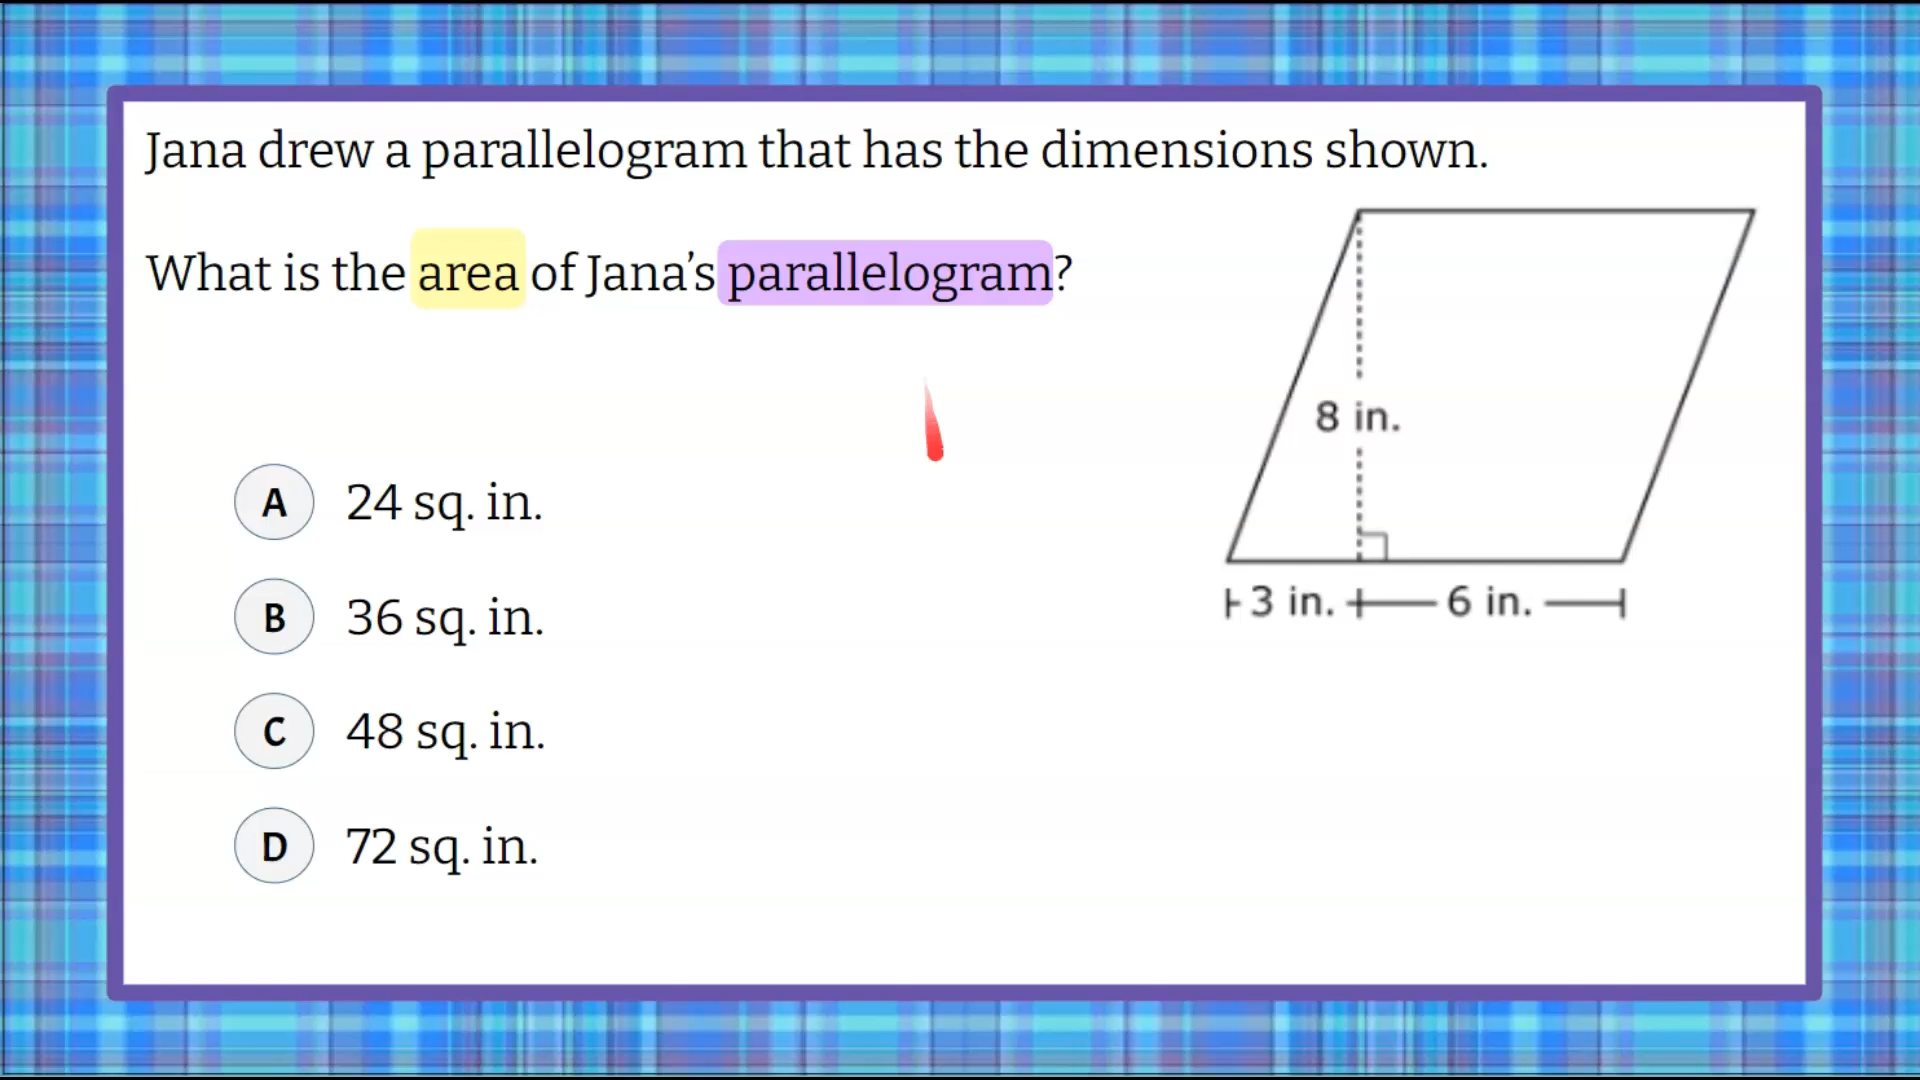 Jana drew a parallelogram that has the dimensions shown.
What is the area of Jana’s parallelogram?
8 in.
3 in.
6 in.
A 24 sq. in.
B 36 sq. in.
C 48 sq. in.
D 72 sq. in.